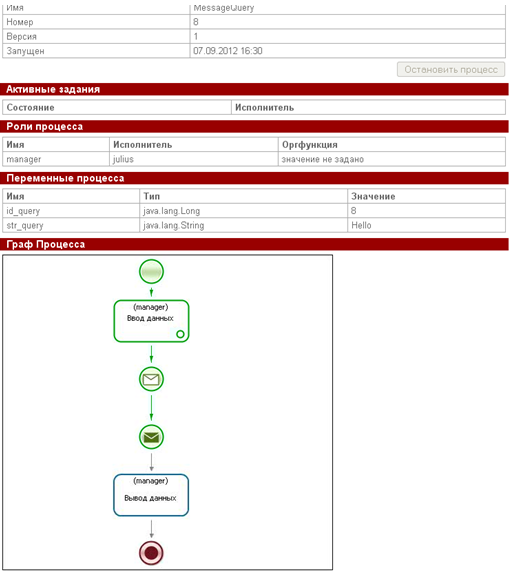 Имя MessageQuery
Номер 8
Версия 1
Запущен 07.09.2012 16:30
Остановить процесс
Активные задания
Состояние Исполнитель
Роли процесса
Имя Исполнитель Оргфункция
manager julius значение не задано
Переменные процесса
Имя Тип Значение
id_query java.lang.Long 8
str_query java.lang.String Hello
Граф Процесса
(manager)
Ввод данных
(manager)
Вывод данных